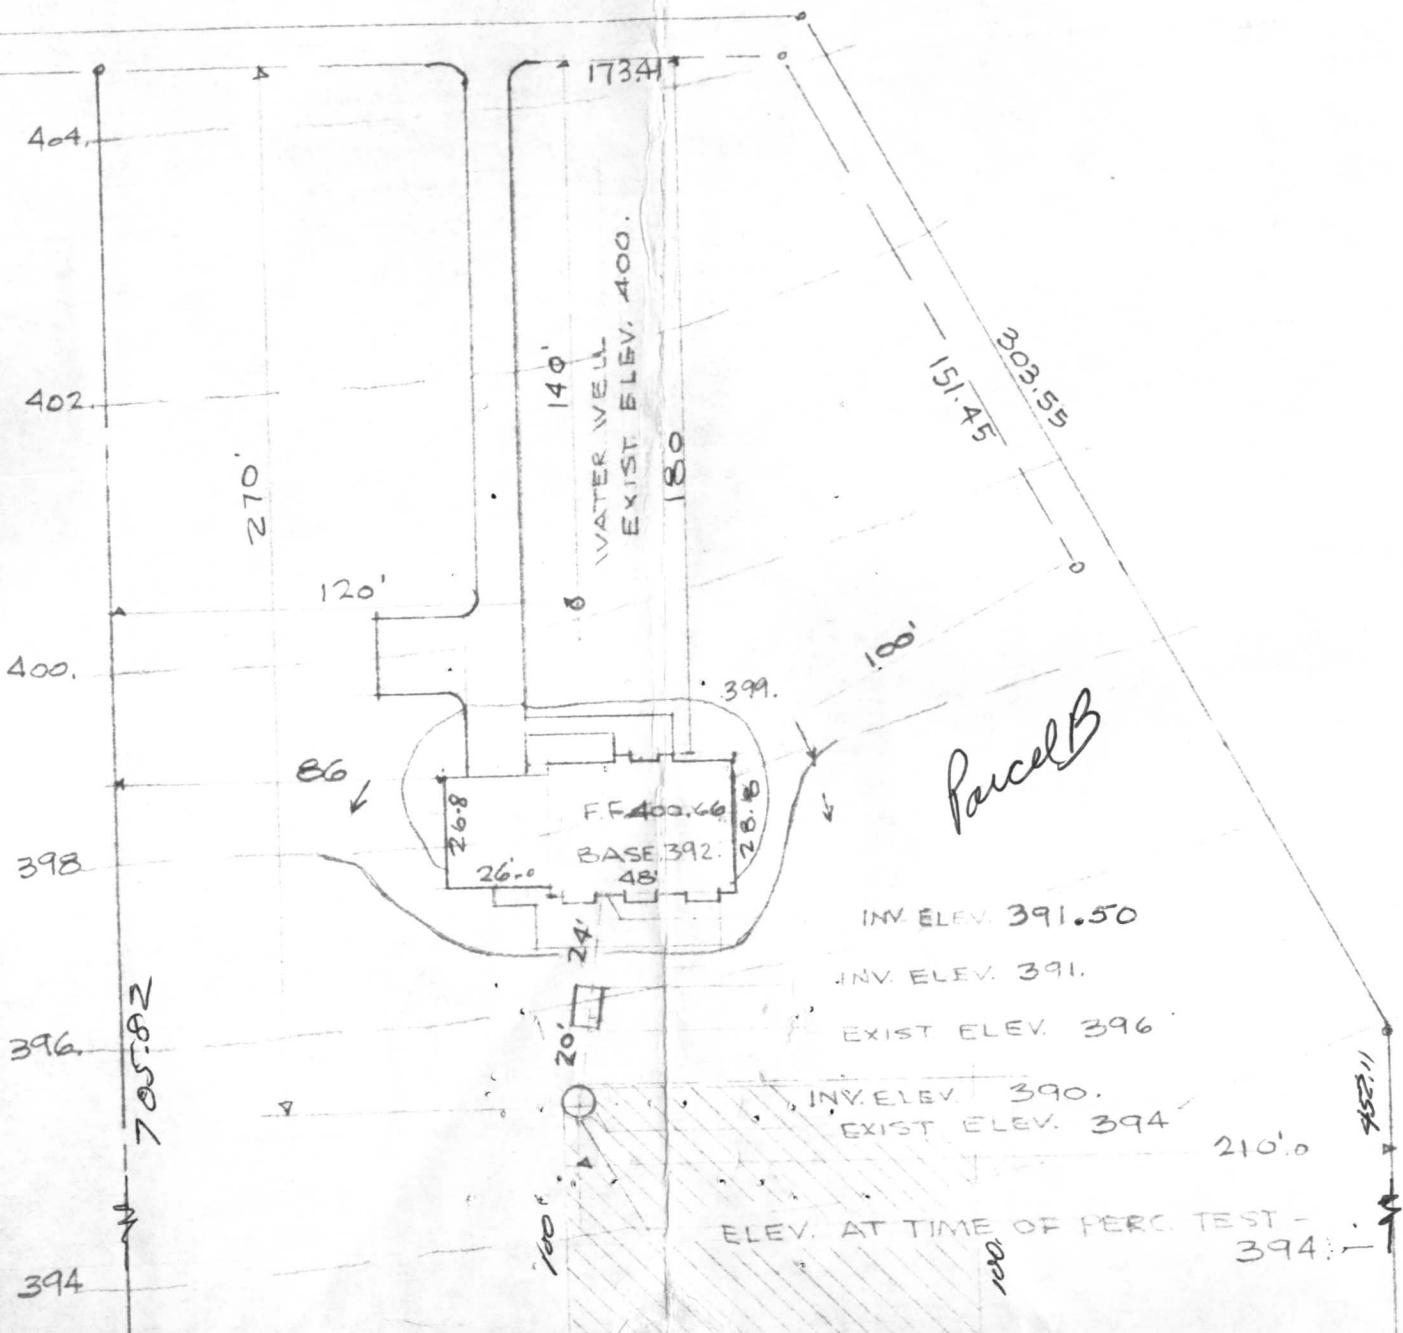 173.41
404.
WATER WELL
EXIST. ELEV. 400.
140'
180
402.
303.55
151.45
270'
120'
400.
100'
399.
Parcel B
86
26.8
F.F. 400.66
BASE 392.
398
26'.0
48'
24'
INV. ELEV. 391.50
INV. ELEV. 391.
EXIST ELEV. 396
396.
705.82
20'
INV. ELEV. 390.
EXIST ELEV. 394
452.11
210'.0
100'
ELEV. AT TIME OF PERC. TEST -
394.
100.
394